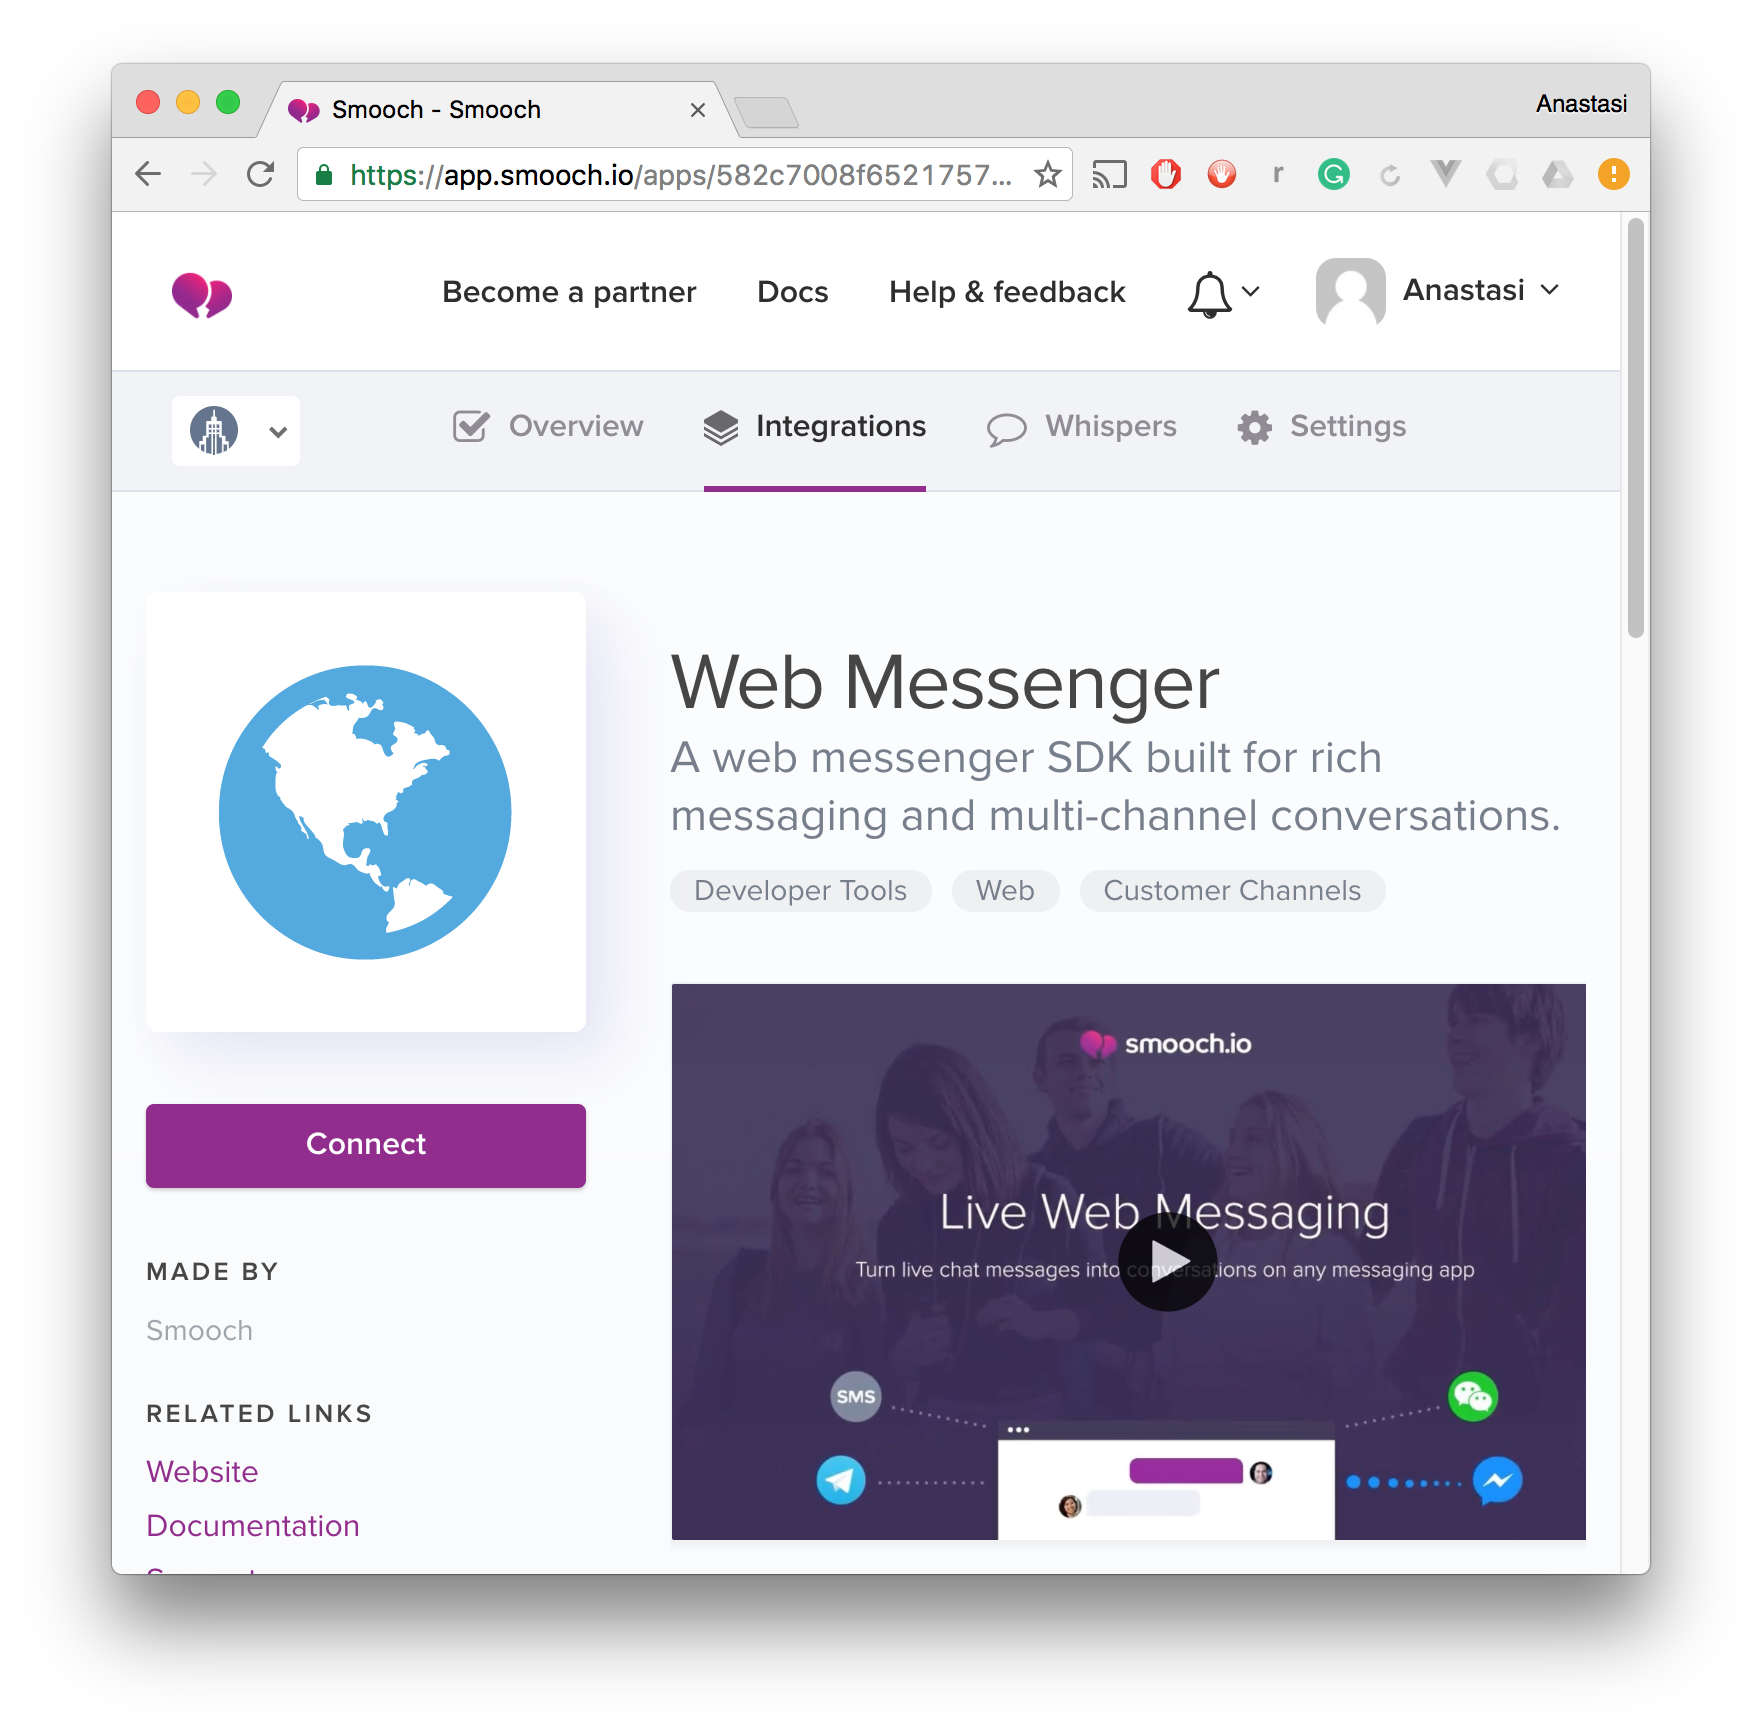 Smooch - Smooch
Anastasi
https://app.smooch.io/apps/582c7008f6521757...
r
Become a partner
Docs
Help & feedback
Anastasi
Overview
Integrations
Whispers
Settings
Web Messenger
A web messenger SDK built for rich
messaging and multi-channel conversations.
Developer Tools
Web
Customer Channels
smooch.io
Live Web Messaging
Turn live chat messages into conversations on any messaging app
SMS
Connect
MADE BY
Smooch
RELATED LINKS
Website
Documentation